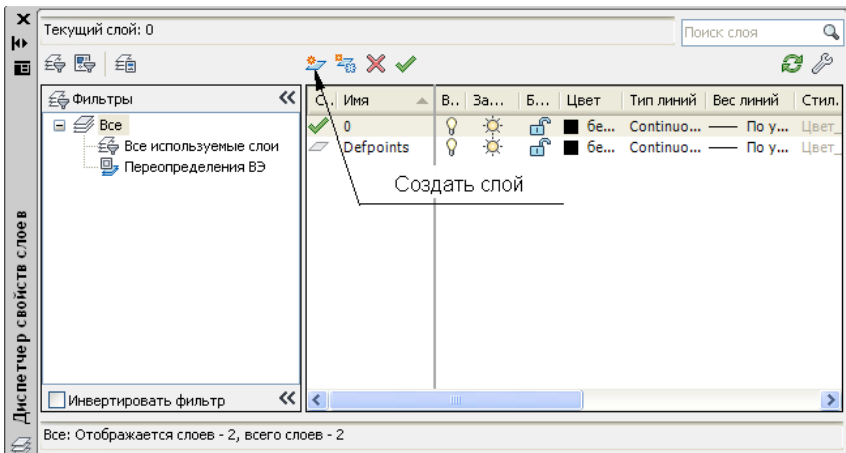 Текущий слой: 0
Поиск слоя
Фильтры
С.. Имя В.. За... Б... Цвет Тип линий Вес линий Стил.
Все
Все используемые слои
Переопределения ВЭ
0 бе... Continuo... По у... Цвет_
Defpoints бе... Continuo... По у... Цвет_
Создать слой
Инвертировать фильтр
Все: Отображается слоев - 2, всего слоев - 2
Диспетчер свойств слоев